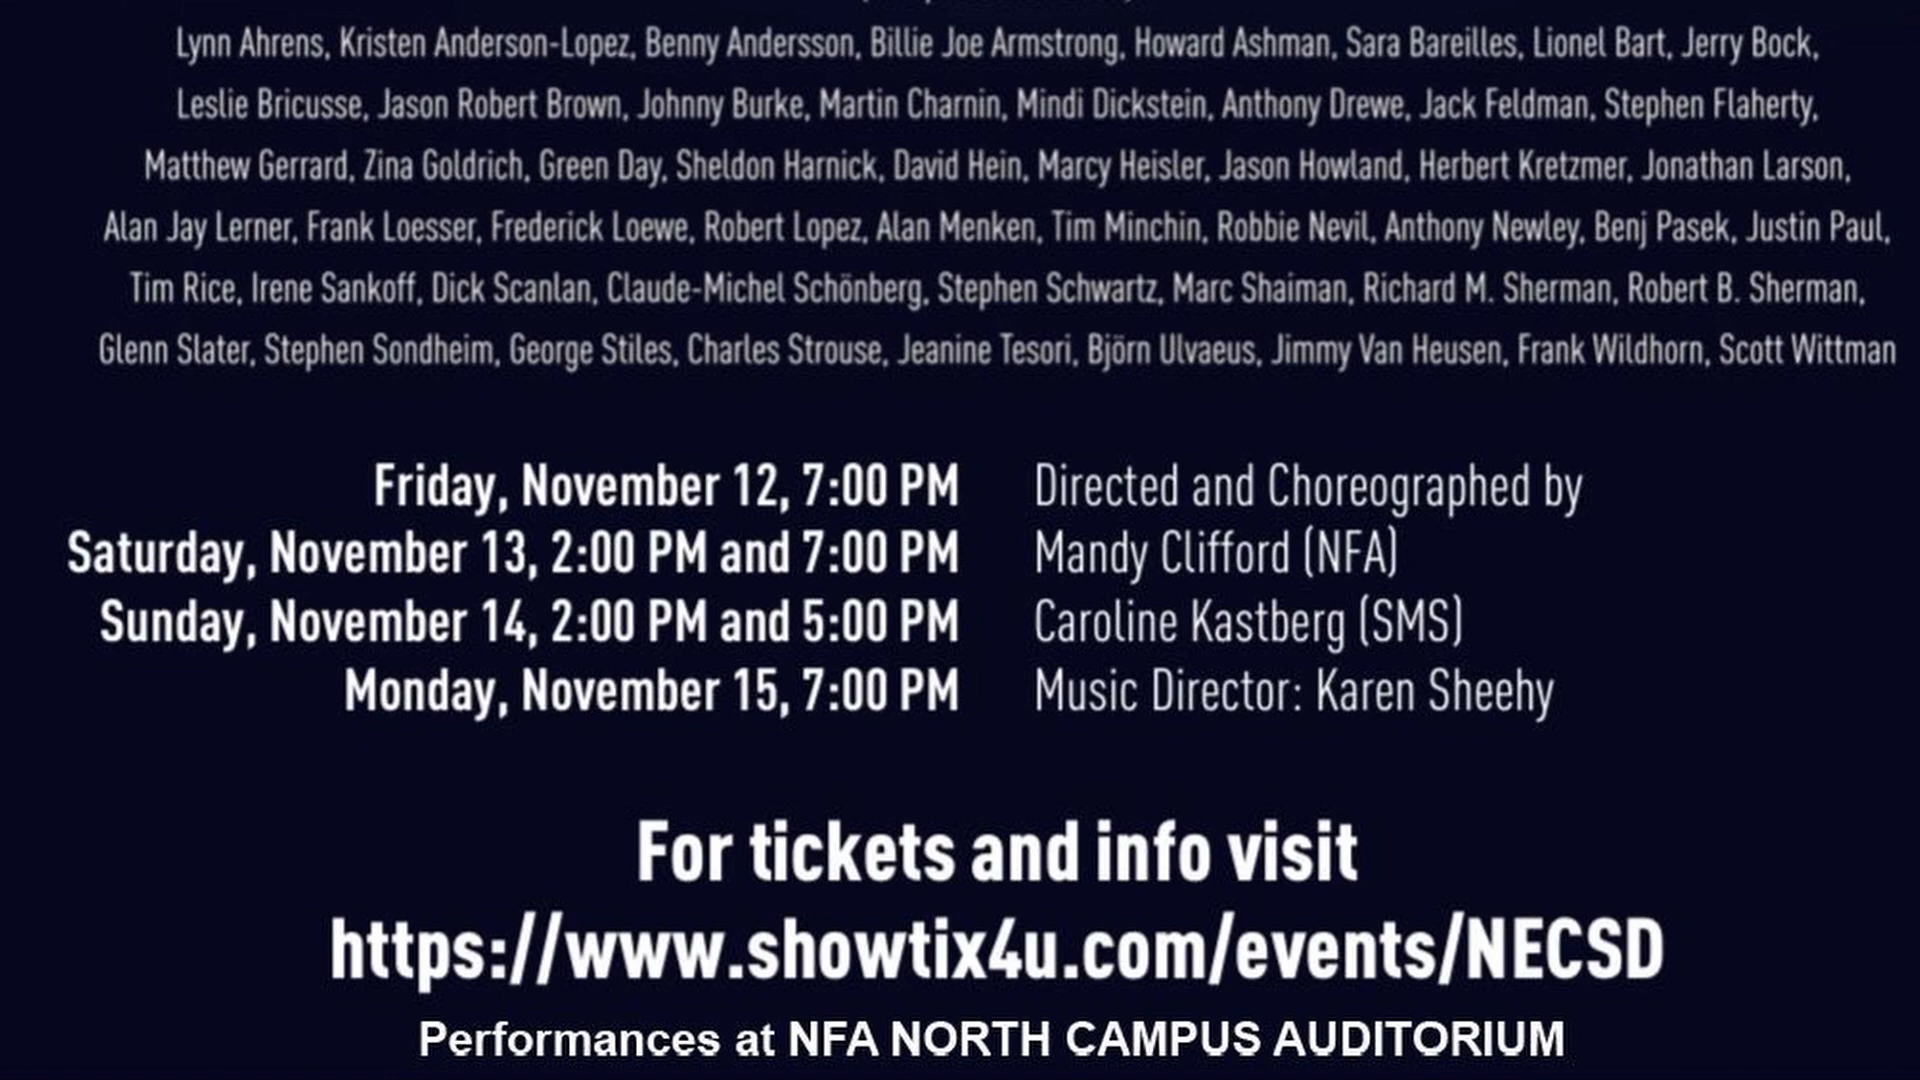 Lynn Ahrens, Kristen Anderson-Lopez, Benny Andersson, Billie Joe Armstrong, Howard Ashman, Sara Bareilles, Lionel Bart, Jerry Bock,
Leslie Bricusse, Jason Robert Brown, Johnny Burke, Martin Charnin, Mindi Dickstein, Anthony Drewe, Jack Feldman, Stephen Flaherty,
Matthew Gerrard, Zina Goldrich, Green Day, Sheldon Harnick, David Hein, Marcy Heisler, Jason Howland, Herbert Kretzmer, Jonathan Larson,
Alan Jay Lerner, Frank Loesser, Frederick Loewe, Robert Lopez, Alan Menken, Tim Minchin, Robbie Nevil, Anthony Newley, Benj Pasek, Justin Paul,
Tim Rice, Irene Sankoff, Dick Scanlan, Claude-Michel Schönberg, Stephen Schwartz, Marc Shaiman, Richard M. Sherman, Robert B. Sherman,
Glenn Slater, Stephen Sondheim, George Stiles, Charles Strouse, Jeanine Tesori, Björn Ulvaeus, Jimmy Van Heusen, Frank Wildhorn, Scott Wittman
Friday, November 12, 7:00 PM
Saturday, November 13, 2:00 PM and 7:00 PM
Sunday, November 14, 2:00 PM and 5:00 PM
Monday, November 15, 7:00 PM
Directed and Choreographed by
Mandy Clifford (NFA)
Caroline Kastberg (SMS)
Music Director: Karen Sheehy
For tickets and info visit
https://www.showtix4u.com/events/NECSD
Performances at NFA NORTH CAMPUS AUDITORIUM